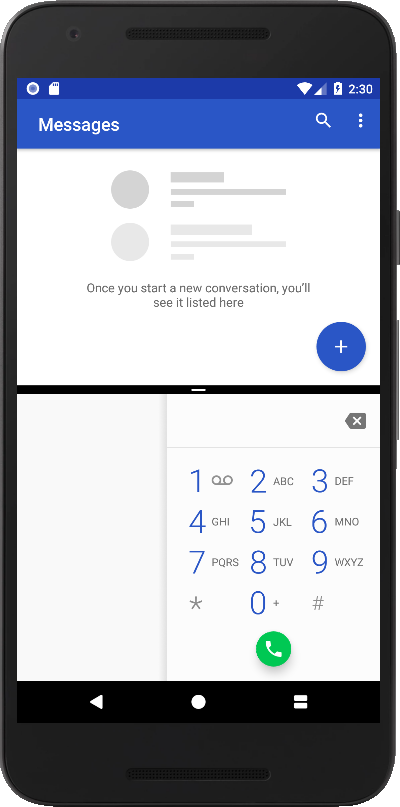 2:30
Messages
Once you start a new conversation, you'll
see it listed here
+
1 2 ABC 3 DEF
4 GHI 5 JKL 6 MNO
7 PQRS 8 TUV 9 WXYZ
* 0 + #